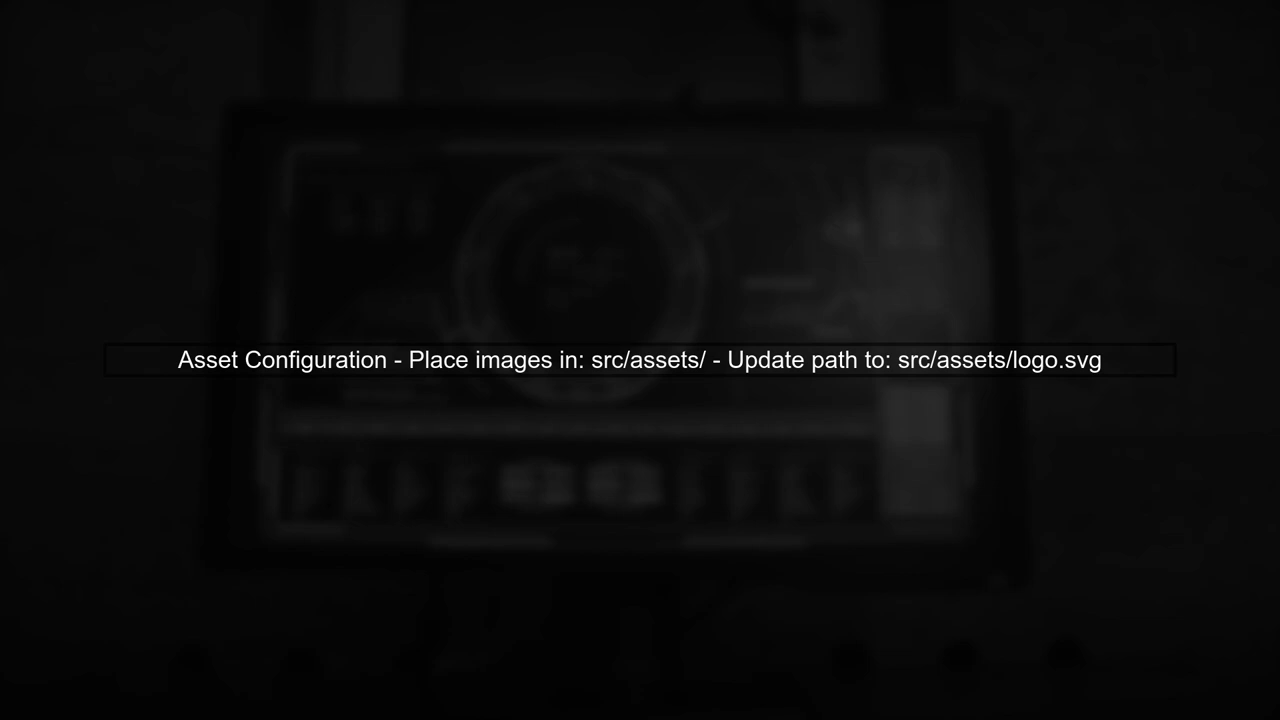 Asset Configuration - Place images in: src/assets/ - Update path to: src/assets/logo.svg